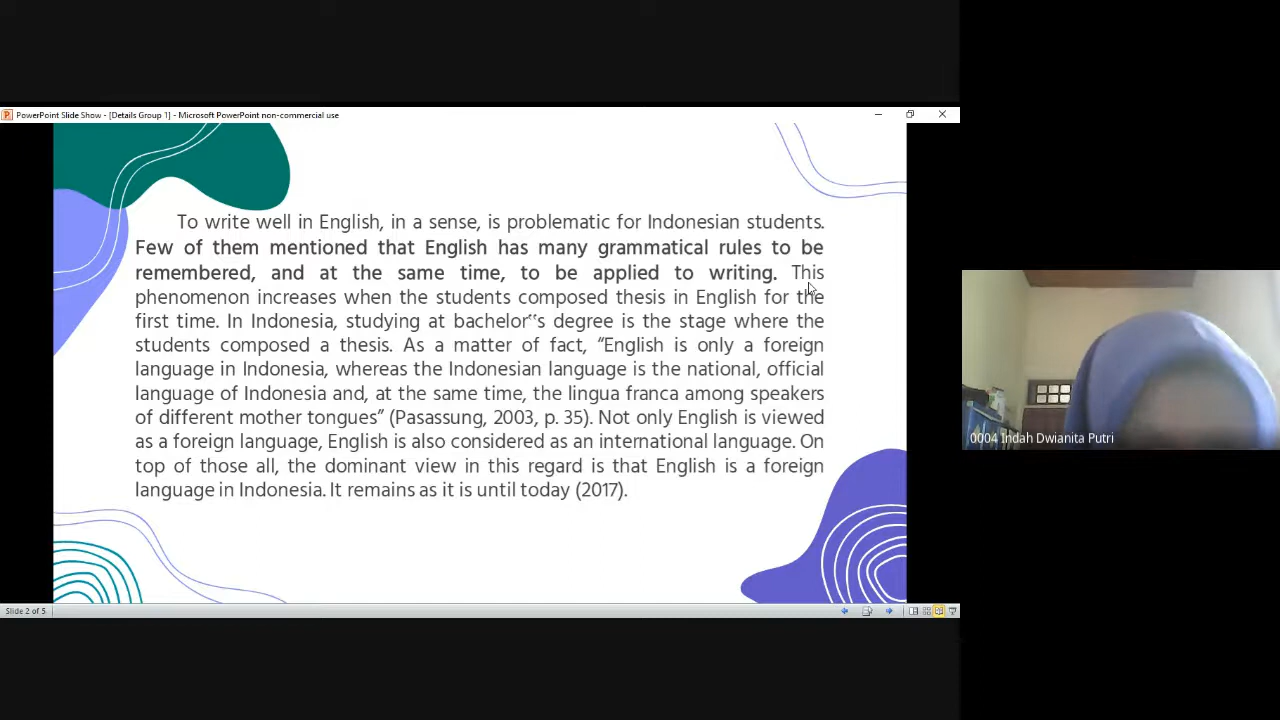 PowerPoint Slide Show - [Details Group 1] - Microsoft PowerPoint non-commercial use
To write well in English, in a sense, is problematic for Indonesian students.
Few of them mentioned that English has many grammatical rules to be
remembered, and at the same time, to be applied to writing. This
phenomenon increases when the students composed thesis in English for the
first time. In Indonesia, studying at bachelor‟s degree is the stage where the
students composed a thesis. As a matter of fact, “English is only a foreign
language in Indonesia, whereas the Indonesian language is the national, official
language of Indonesia and, at the same time, the lingua franca among speakers
of different mother tongues” (Pasassung, 2003, p. 35). Not only English is viewed
as a foreign language, English is also considered as an international language. On
top of those all, the dominant view in this regard is that English is a foreign
language in Indonesia. It remains as it is until today (2017).
0004 Indah Dwianita Putri
Slide 2 of 5